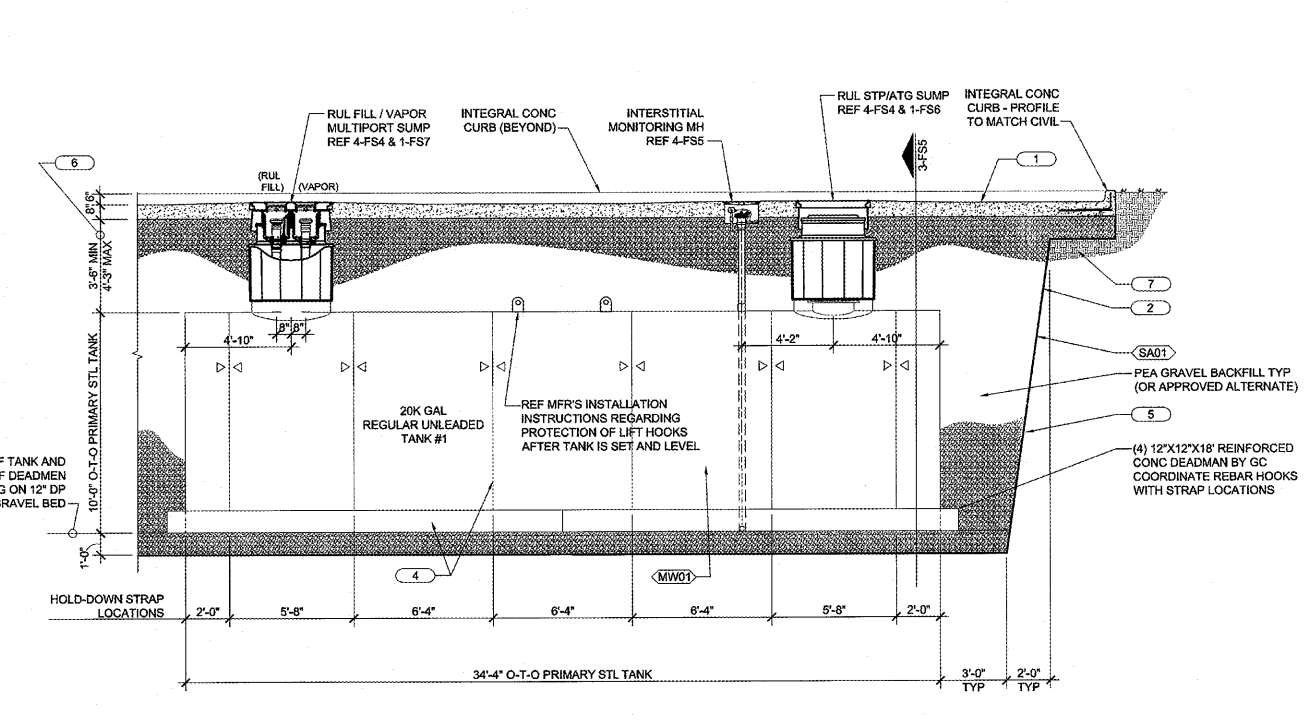 RUL FILL / VAPOR
MULTIPORT SUMP
REF 4-FS4 & 1-FS7
INTEGRAL CONC
CURB (BEYOND)
INTERSTITIAL
MONITORING MH
REF 4-FS5
RUL STP/ATG SUMP
REF 4-FS4 & 1-FS6
INTEGRAL CONC
CURB - PROFILE
TO MATCH CIVIL
3-FS5
6
1
(RUL
FILL)
(VAPOR)
6"
8"
3'-6" MIN
4'-3" MAX
7
2
8"
8"
4'-10"
4'-2"
4'-10"
SA01
PEA GRAVEL BACKFILL TYP
(OR APPROVED ALTERNATE)
5
10'-0" O-T-O PRIMARY STL TANK
20K GAL
REGULAR UNLEADED
TANK #1
REF MFR'S INSTALLATION
INSTRUCTIONS REGARDING
PROTECTION OF LIFT HOOKS
AFTER TANK IS SET AND LEVEL
(4) 12"X12"X18' REINFORCED
CONC DEADMAN BY GC
COORDINATE REBAR HOOKS
WITH STRAP LOCATIONS
F TANK AND
F DEADMEN
G ON 12" DP
GRAVEL BED
1'-0"
4
MW01
HOLD-DOWN STRAP
LOCATIONS
2'-0"
5'-8"
6'-4"
6'-4"
6'-4"
5'-8"
2'-0"
34'-4" O-T-O PRIMARY STL TANK
3'-0"
TYP
2'-0"
TYP